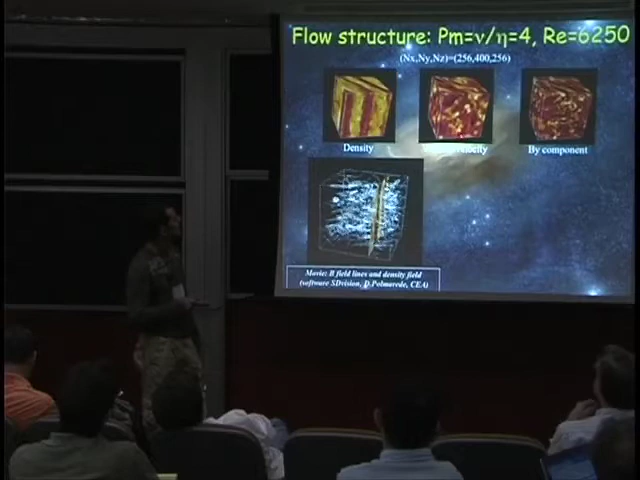 Flow structure: Pm=ν/η=4, Re=6250
(Nx,Ny,Nz)=(256,400,256)
Density
By component
Movie: B field lines and density field
(software SDvision, D.Pomarede, CEA)